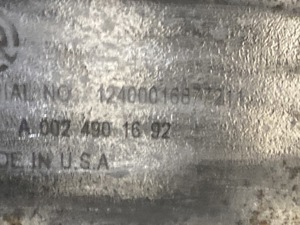 IAL NO.
A 002 490 16 92
DE IN U.S.A